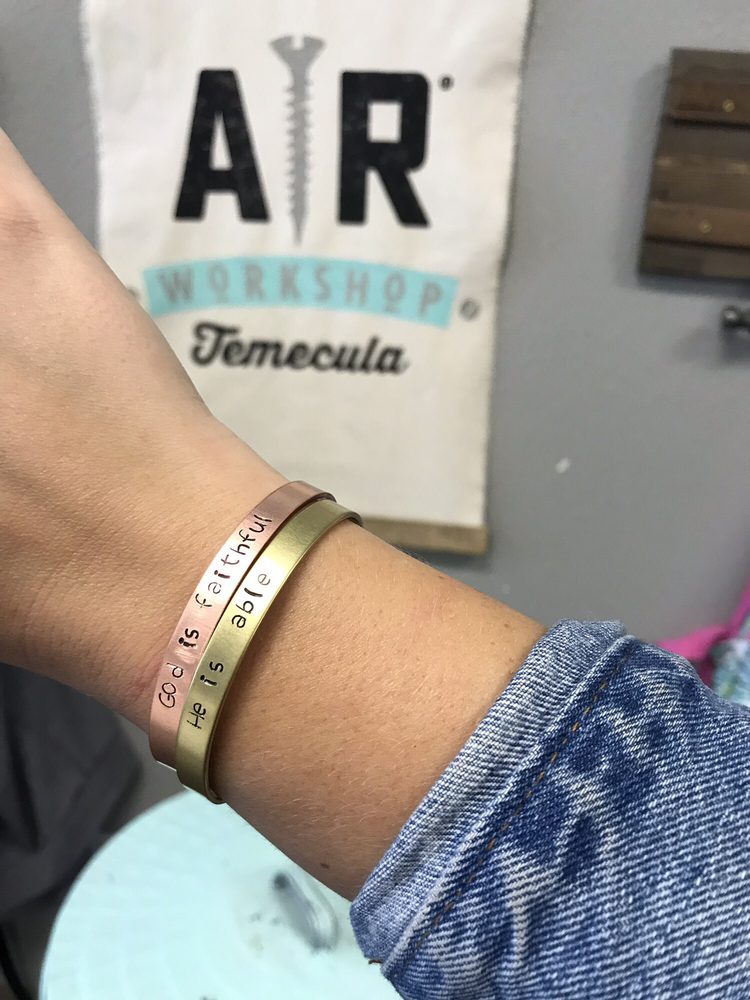 AR
WORKSHOP
Temecula
God is faithful
He is able